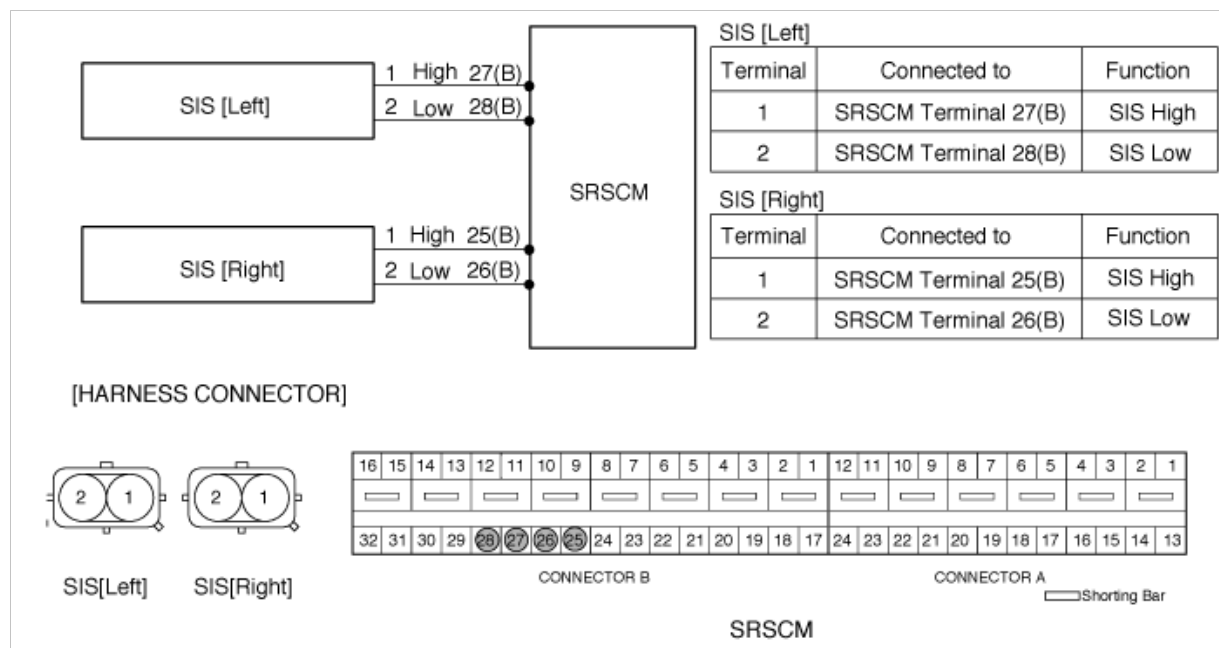 SIS [Left]
Terminal Connected to Function
1 SRSCM Terminal 27(B) SIS High
2 SRSCM Terminal 28(B) SIS Low
SIS [Right]
Terminal Connected to Function
1 SRSCM Terminal 25(B) SIS High
2 SRSCM Terminal 26(B) SIS Low
SIS [Left]
1 High 27(B)
2 Low 28(B)
SRSCM
SIS [Right]
1 High 25(B)
2 Low 26(B)
[HARNESS CONNECTOR]
2 1
SIS[Left]
2 1
SIS[Right]
16 15 14 13 12 11 10 9 8 7 6 5 4 3 2 1 12 11 10 9 8 7 6 5 4 3 2 1
32 31 30 29 28 27 26 25 24 23 22 21 20 19 18 17 24 23 22 21 20 19 18 17 16 15 14 13
CONNECTOR B CONNECTOR A
Shorting Bar
SRSCM